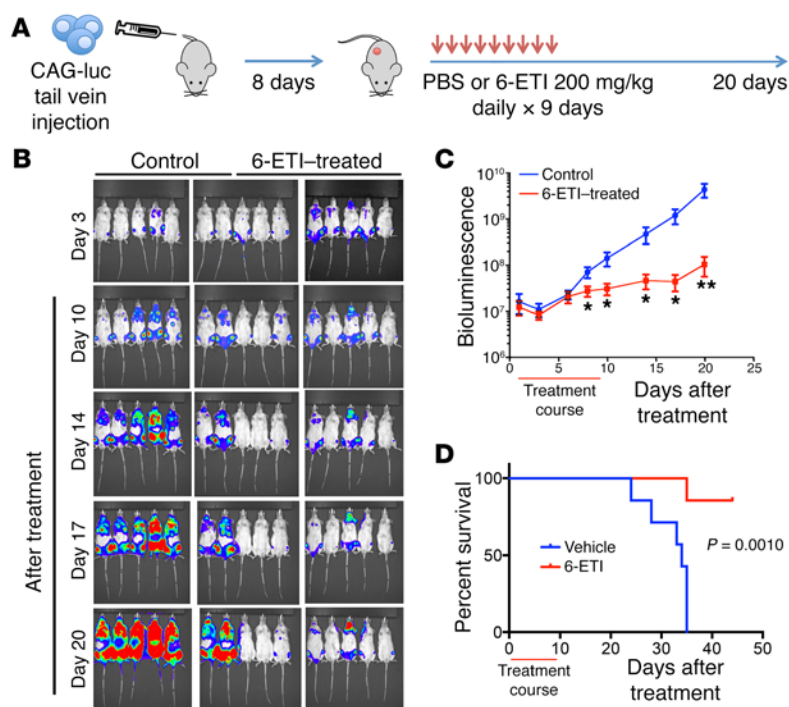 A
CAG-luc
tail vein
injection
8 days
PBS or 6-ETI 200 mg/kg
daily × 9 days
20 days
B
Control
6-ETI–treated
Day 3
Day 10
Day 14
Day 17
Day 20
After treatment
C
Control
6-ETI–treated
Bioluminescence
10¹⁰
10⁹
10⁸
10⁷
10⁶
* * * * **
0 5 10 15 20 25
Treatment
course
Days after
treatment
D
Percent survival
100
50
0
Vehicle
6-ETI
P = 0.0010
0 10 20 30 40 50
Treatment
course
Days after
treatment